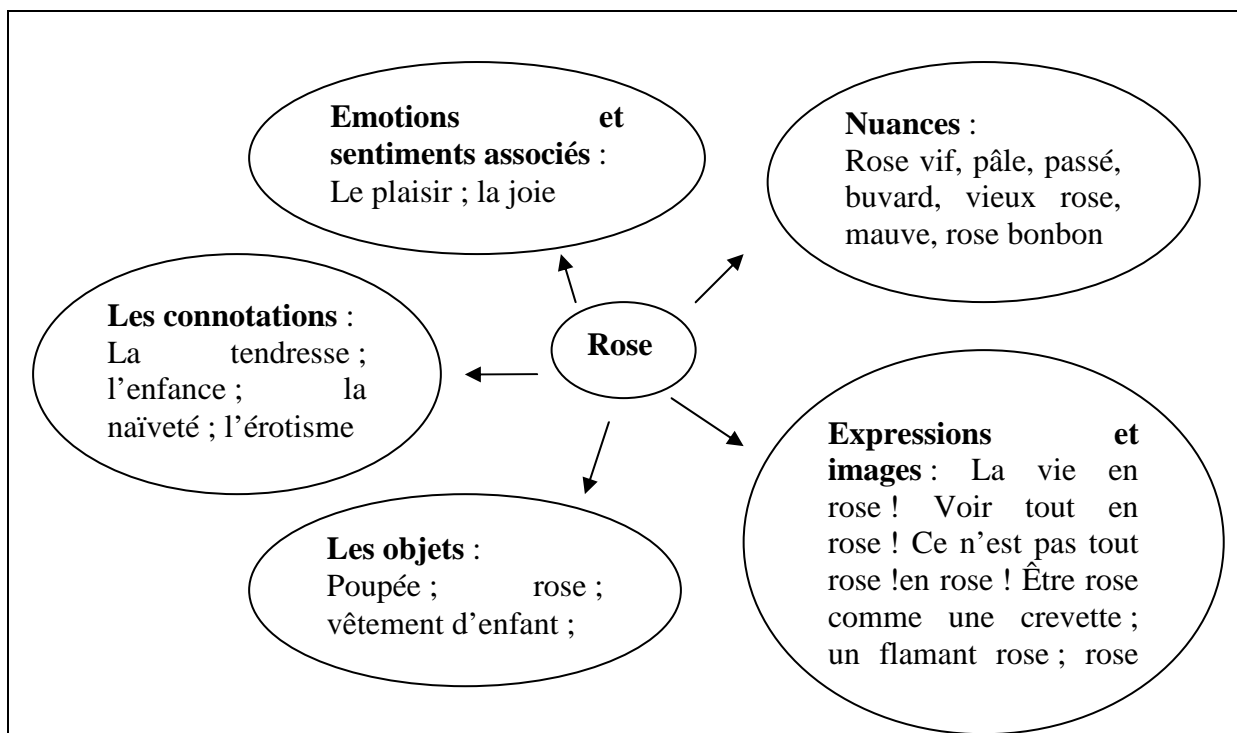 Emotions et
sentiments associés :
Le plaisir ; la joie
Nuances :
Rose vif, pâle, passé,
buvard, vieux rose,
mauve, rose bonbon
Les connotations :
La tendresse ;
l’enfance ; la
naïveté ; l’érotisme
Rose
Les objets :
Poupée ; rose ;
vêtement d’enfant ;
Expressions et
images : La vie en
rose ! Voir tout en
rose ! Ce n’est pas tout
rose !en rose ! Être rose
comme une crevette ;
un flamant rose ; rose